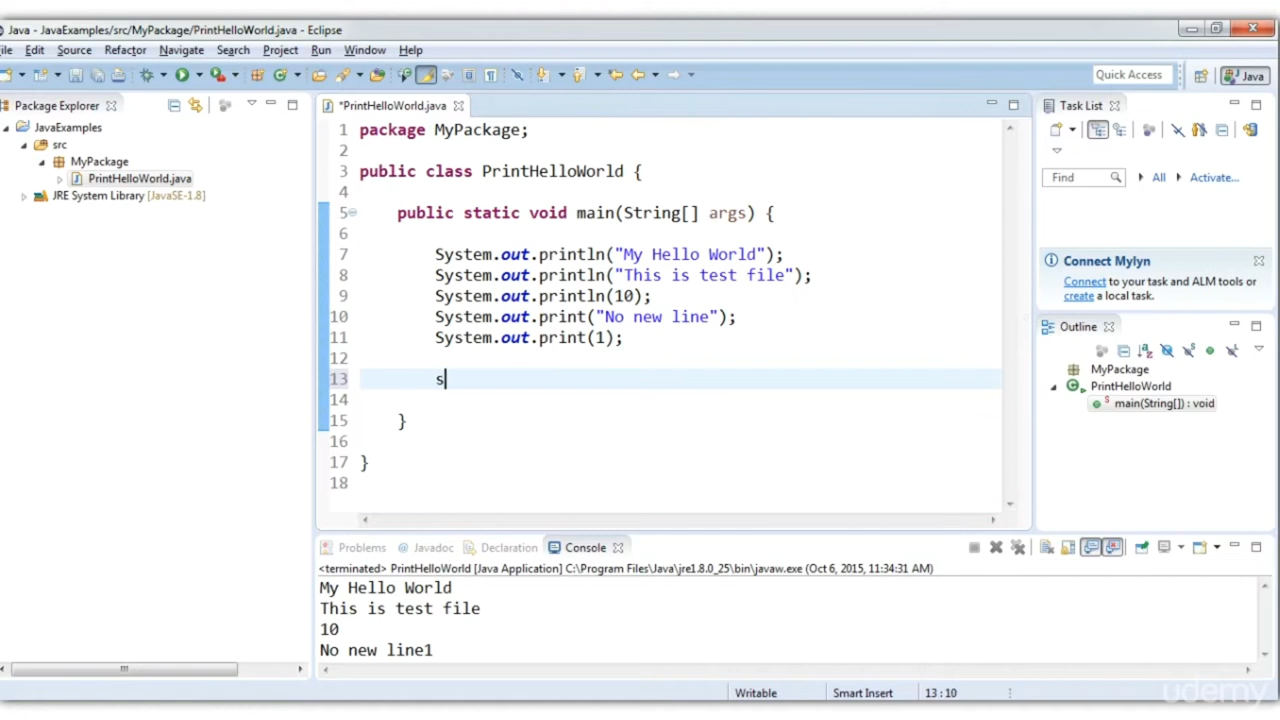 Java - JavaExamples/src/MyPackage/PrintHelloWorld.java - Eclipse
ile Edit Source Refactor Navigate Search Project Run Window Help
Quick Access
Java
Package Explorer
JavaExamples
src
MyPackage
PrintHelloWorld.java
JRE System Library [JavaSE-1.8]
*PrintHelloWorld.java
1 package MyPackage;
2
3 public class PrintHelloWorld {
4
5 public static void main(String[] args) {
6
7 System.out.println("My Hello World");
8 System.out.println("This is test file");
9 System.out.println(10);
10 System.out.print("No new line");
11 System.out.print(1);
12
13 s
14
15 }
16
17 }
18
Task List
Find All Activate...
Connect Mylyn
Connect to your task and ALM tools or
create a local task.
Outline
MyPackage
PrintHelloWorld
main(String[]) : void
Problems @ Javadoc Declaration Console
<terminated> PrintHelloWorld [Java Application] C:\Program Files\Java\jre1.8.0_25\bin\javaw.exe (Oct 6, 2015, 11:34:31 AM)
My Hello World
This is test file
10
No new line1
Writable Smart Insert 13 : 10
udemy